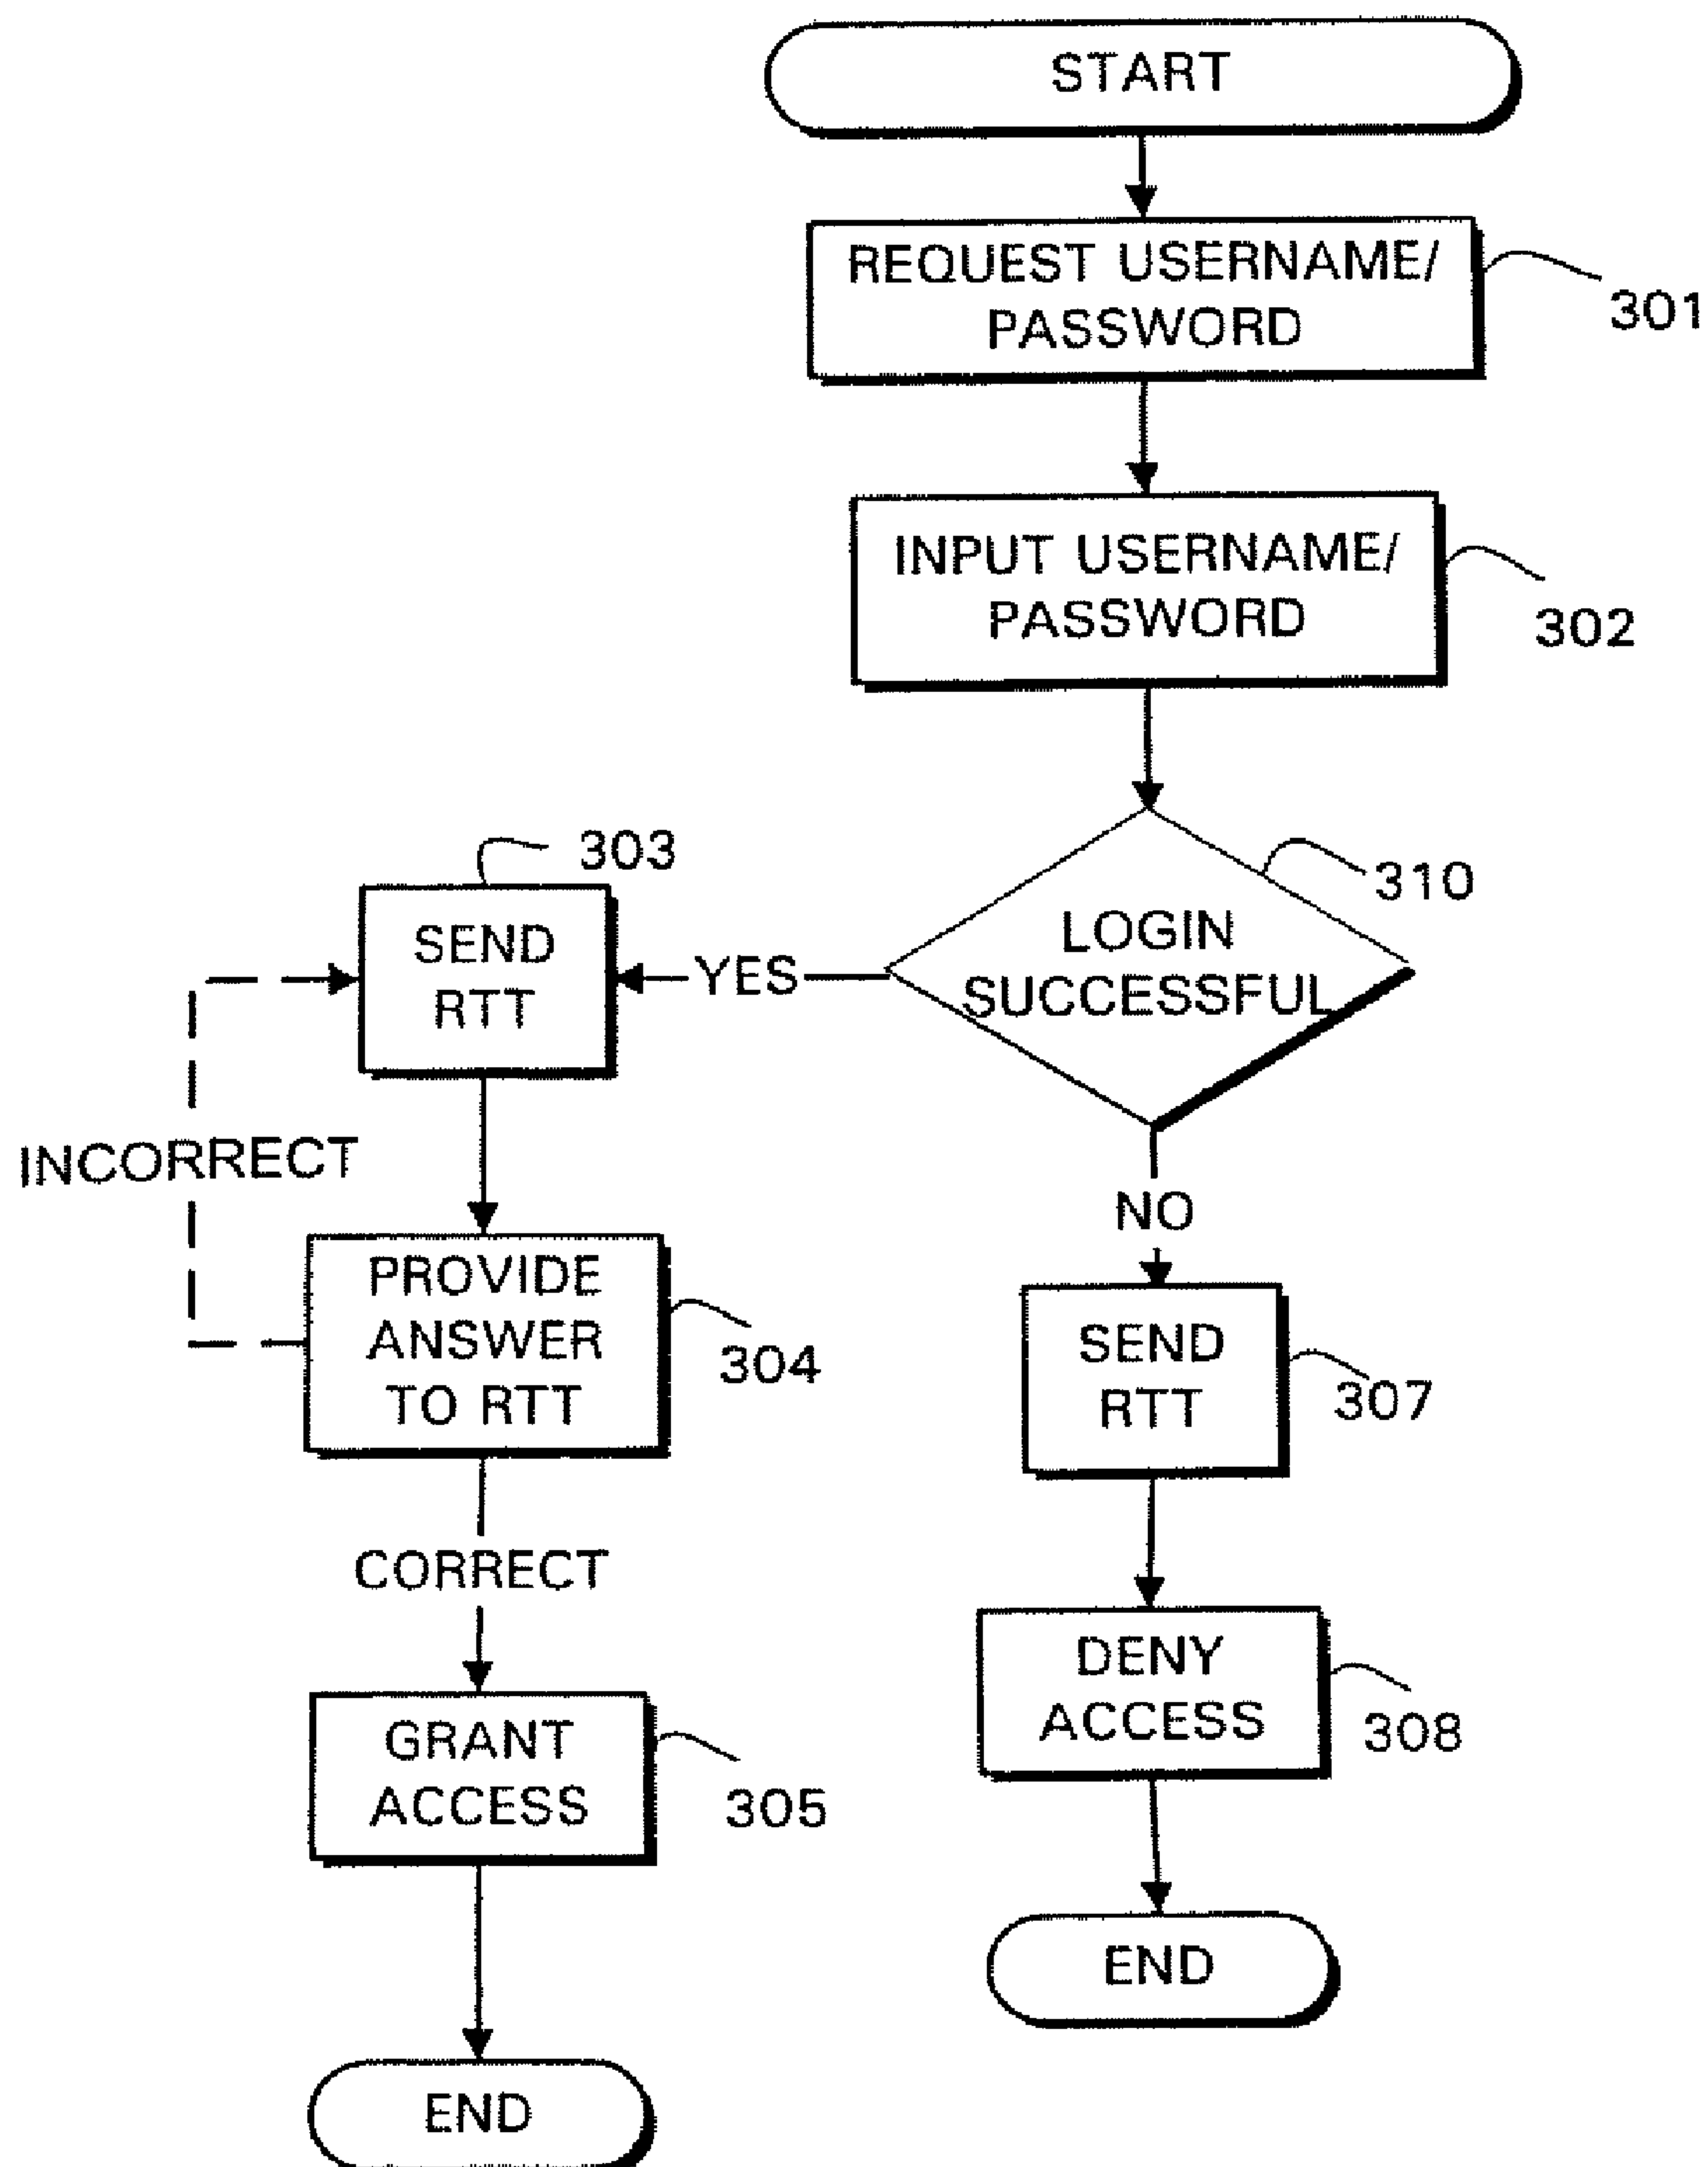 START
REQUEST USERNAME/
PASSWORD
301
INPUT USERNAME/
PASSWORD
302
303
310
SEND
RTT
YES
LOGIN
SUCCESSFUL
INCORRECT
NO
PROVIDE
ANSWER
TO RTT
304
SEND
RTT
307
CORRECT
DENY
ACCESS
308
GRANT
ACCESS
305
END
END